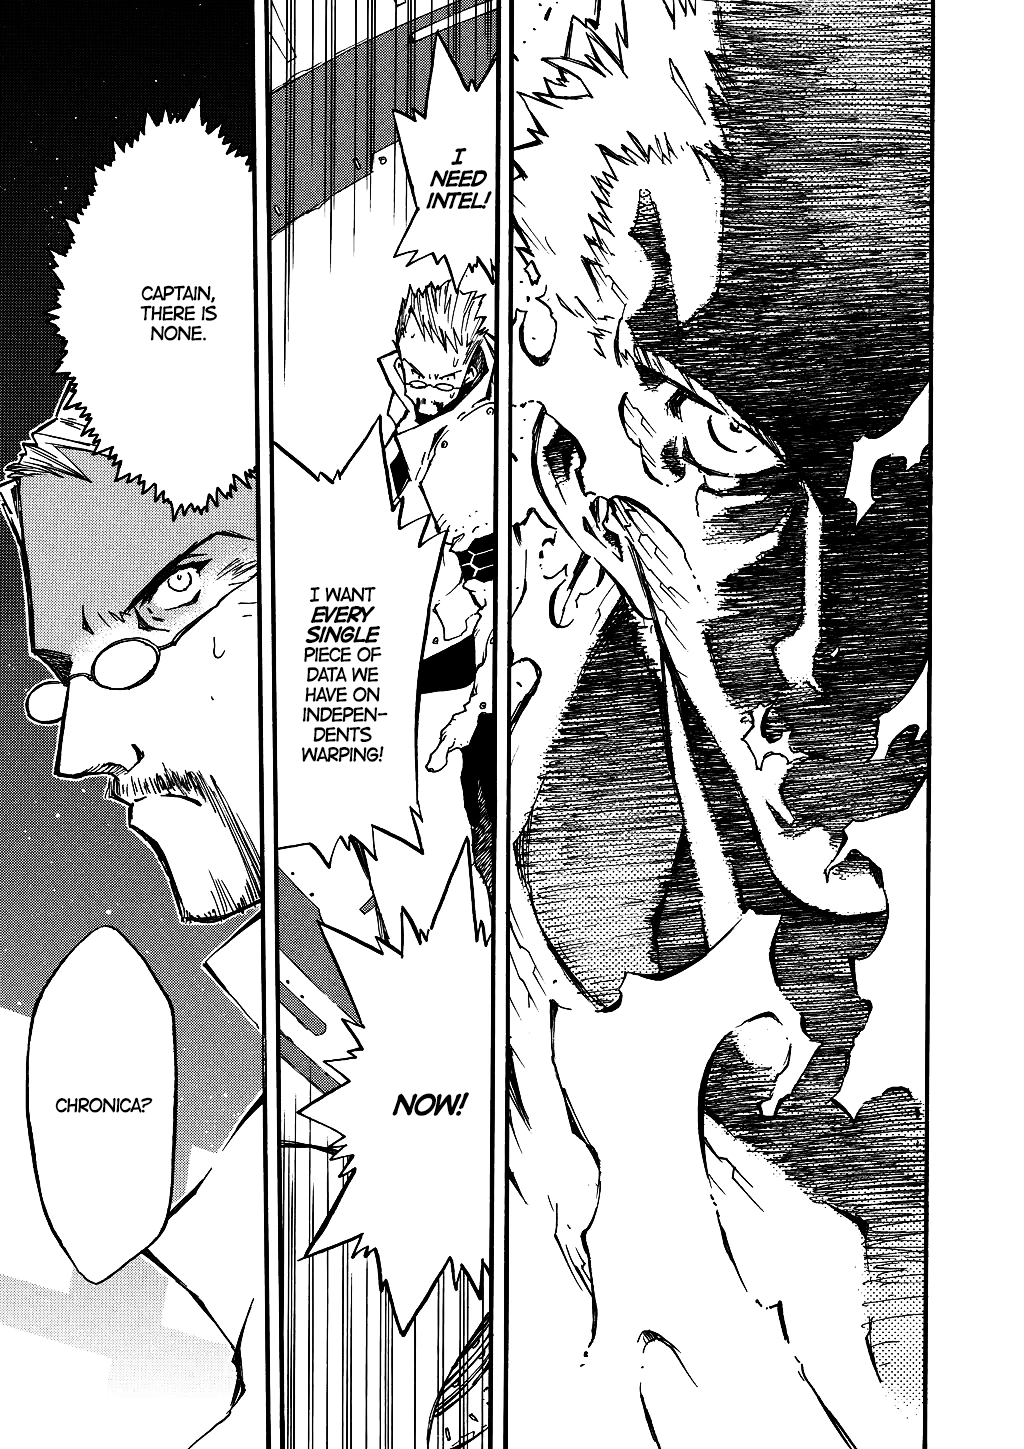 I
NEED
INTEL!
I WANT
EVERY
SINGLE
PIECE OF
DATA WE
HAVE ON
INDEPEN-
DENTS
WARPING!
NOW!
CAPTAIN,
THERE IS
NONE.
CHRONICA?